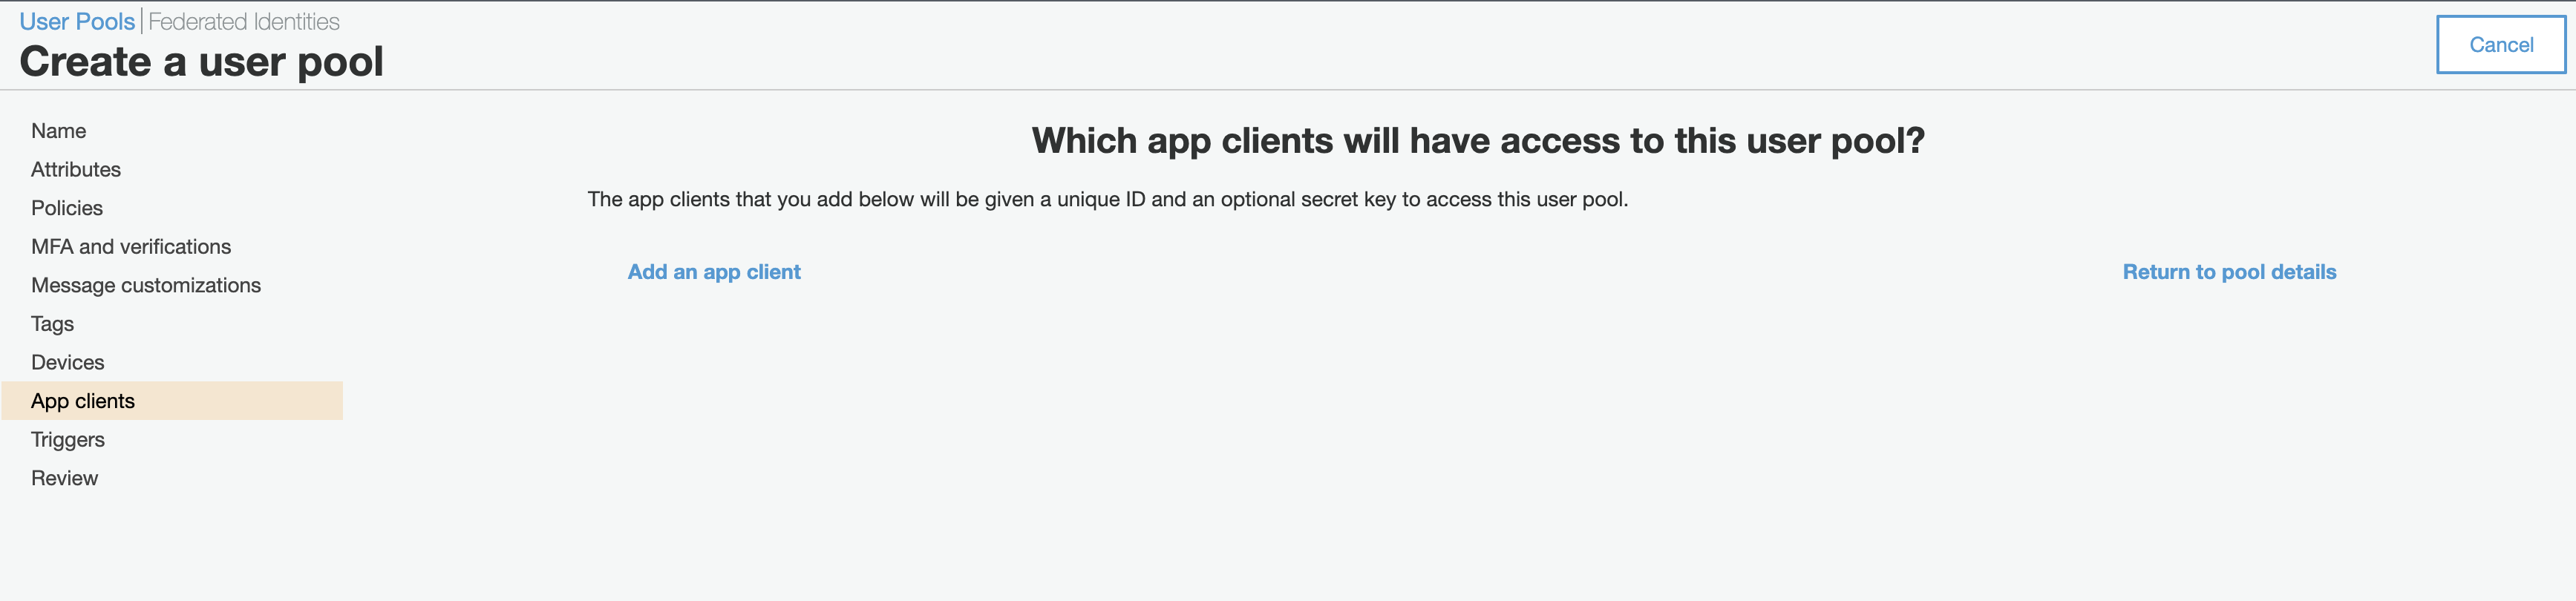 User Pools | Federated Identities
Create a user pool
Cancel
Name
Attributes
Policies
MFA and verifications
Message customizations
Tags
Devices
App clients
Triggers
Review
Which app clients will have access to this user pool?
The app clients that you add below will be given a unique ID and an optional secret key to access this user pool.
Add an app client
Return to pool details